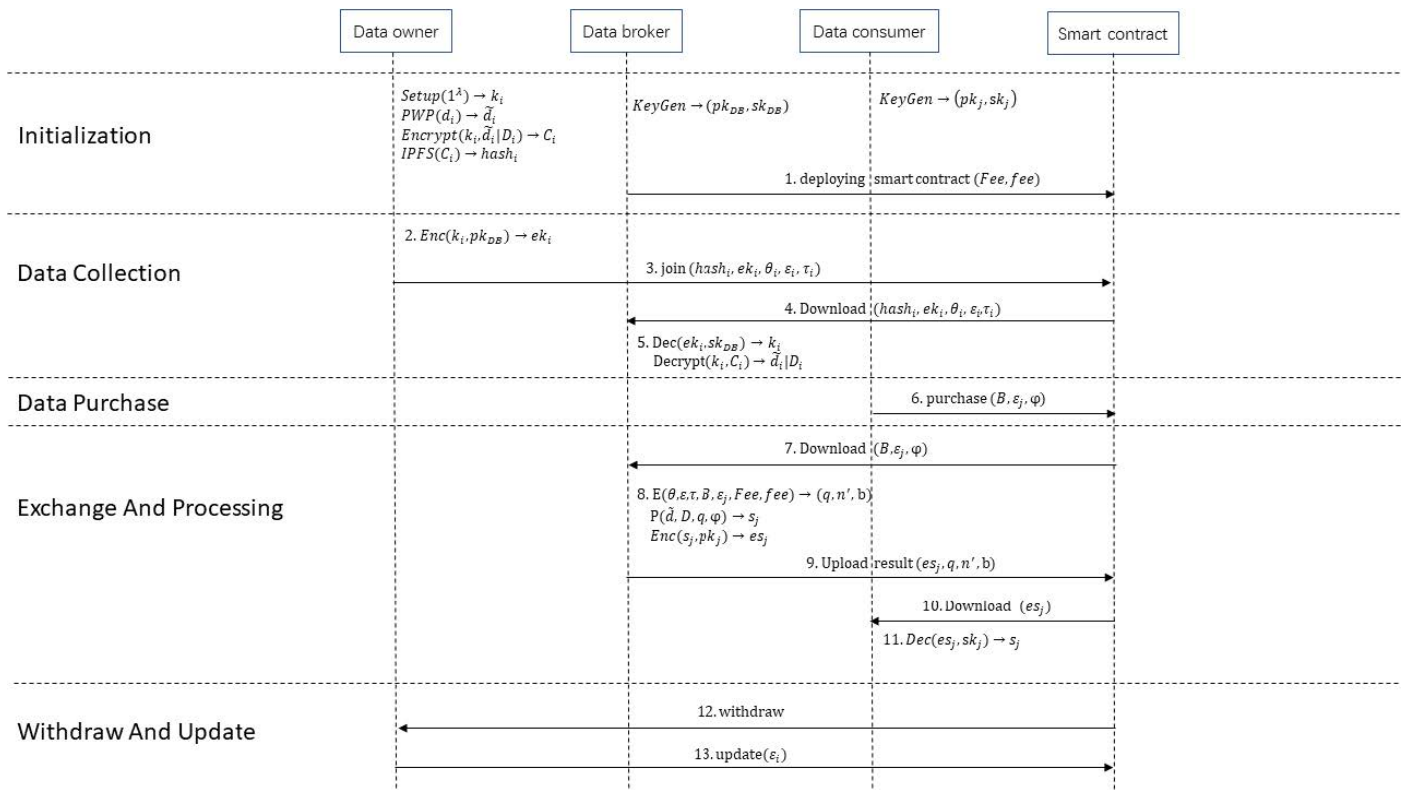 Data owner
Data broker
Data consumer
Smart contract
Initialization
Setup(1^λ) → k_i
PWP(d_i) → d̃_i
Encrypt(k_i, d̃_i|D_i) → C_i
IPFS(C_i) → hash_i
KeyGen → (pk_DB, sk_DB)
KeyGen → (pk_j, sk_j)
1. deploying smart contract (Fee, fee)
Data Collection
2. Enc(k_i, pk_DB) → ek_i
3. join (hash_i, ek_i, θ_i, ε_i, τ_i)
4. Download (hash_i, ek_i, θ_i, ε_i, τ_i)
5. Dec(ek_i, sk_DB) → k_i
Decrypt(k_i, C_i) → d̃_i|D_i
Data Purchase
6. purchase (B, ε_j, φ)
Exchange And Processing
7. Download (B, ε_j, φ)
8. E(θ, ε, τ, B, ε_j, Fee, fee) → (q, n', b)
P(d̃, D, q, φ) → s_j
Enc(s_j, pk_j) → es_j
9. Upload result (es_j, q, n', b)
10. Download (es_j)
11. Dec(es_j, sk_j) → s_j
Withdraw And Update
12. withdraw
13. update(ε_i)